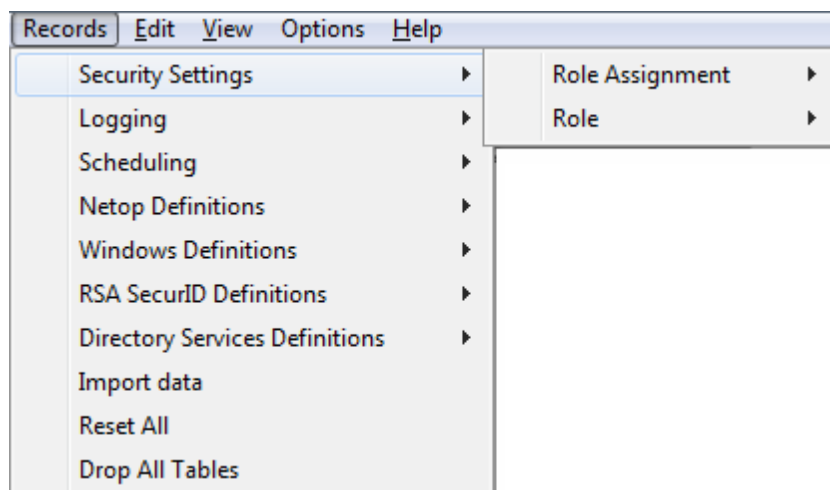 Records Edit View Options Help
Security Settings
Role Assignment
Logging
Role
Scheduling
Netop Definitions
Windows Definitions
RSA SecurID Definitions
Directory Services Definitions
Import data
Reset All
Drop All Tables